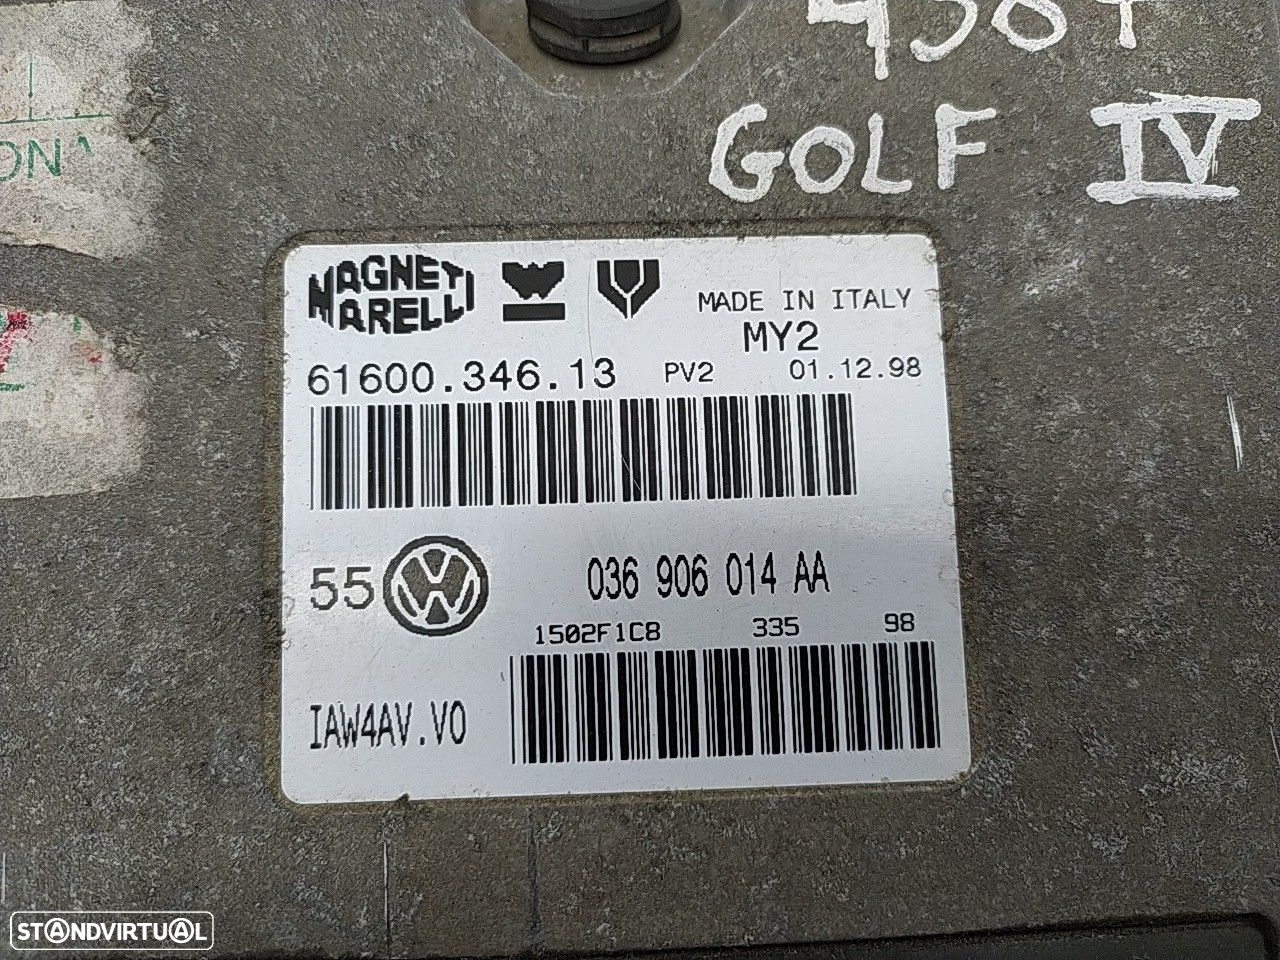 GOLF IV
MAGNETI
MARELLI
MADE IN ITALY
MY2
61600.346.13 PV2 01.12.98
55 VW 036 906 014 AA
1502F1C8 335 98
IAW4AV.V0
STANDVIRTUAL